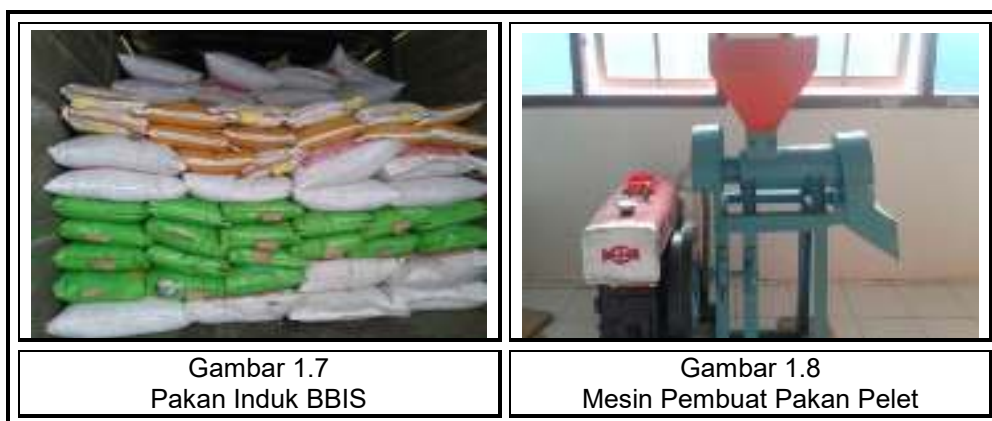 Gambar 1.7
Pakan Induk BBIS
Gambar 1.8
Mesin Pembuat Pakan Pelet